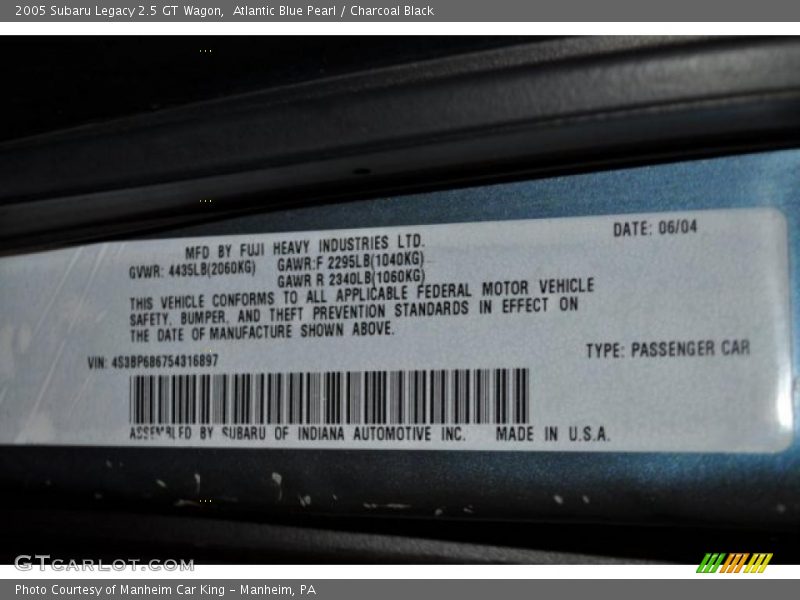 2005 Subaru Legacy 2.5 GT Wagon,  Atlantic Blue Pearl / Charcoal Black
MFD BY FUJI HEAVY INDUSTRIES LTD.
DATE: 06/04
GVWR: 4435LB(2060KG) GAWR:F 2295LB(1040KG)
GAWR R 2340LB(1060KG)
THIS VEHICLE CONFORMS TO ALL APPLICABLE FEDERAL MOTOR VEHICLE
SAFETY, BUMPER, AND THEFT PREVENTION STANDARDS IN EFFECT ON
THE DATE OF MANUFACTURE SHOWN ABOVE.
VIN: 4S3BP686754316897
TYPE: PASSENGER CAR
ASSEMBLED BY SUBARU OF INDIANA AUTOMOTIVE INC. MADE IN U.S.A.
GTCARLOT.COM
Photo Courtesy of Manheim Car King - Manheim, PA